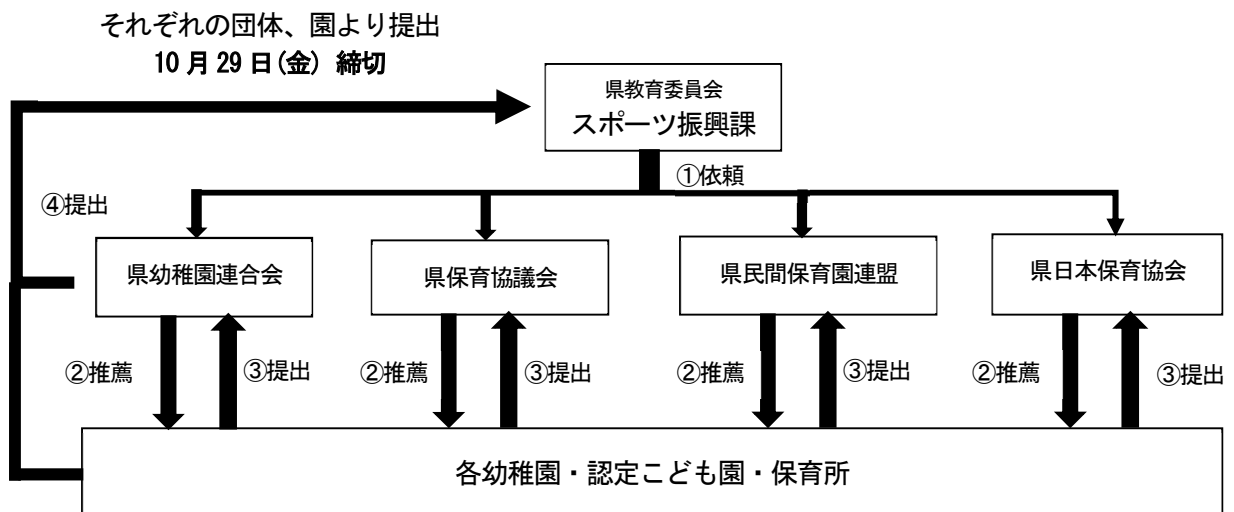 それぞれの団体、園より提出
10月29日(金) 締切
県教育委員会
スポーツ振興課
①依頼
④提出
県幼稚園連合会
県保育協議会
県民間保育園連盟
県日本保育協会
②推薦
③提出
②推薦
③提出
②推薦
③提出
②推薦
③提出
各幼稚園・認定こども園・保育所